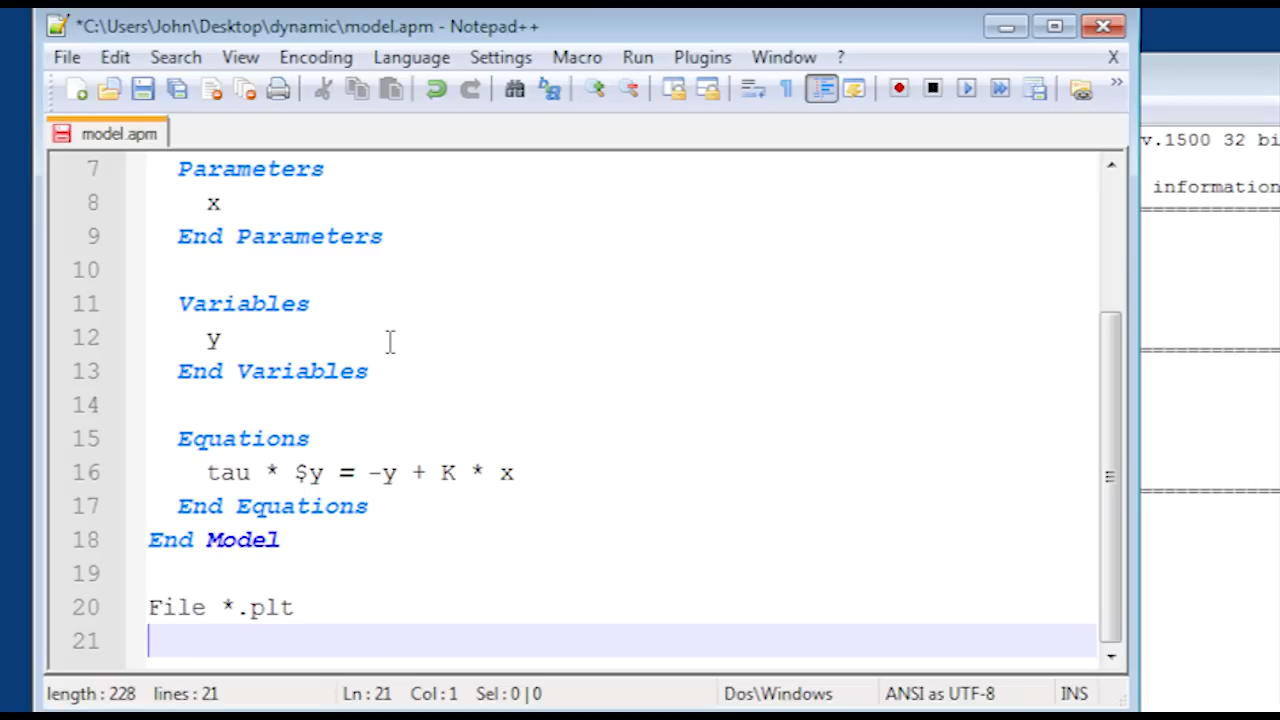 *C:\Users\John\Desktop\dynamic\model.apm - Notepad++
File Edit Search View Encoding Language Settings Macro Run Plugins Window ? X
model.apm
v.1500 32 bi
7 Parameters
information
8 x
===========
9 End Parameters
10
11 Variables
12 y
===========
13 End Variables
14
15 Equations
16 tau * $y = -y + K * x
===========
17 End Equations
18 End Model
19
20 File *.plt
21
length : 228 lines : 21 Ln : 21 Col : 1 Sel : 0 | 0 Dos\Windows ANSI as UTF-8 INS